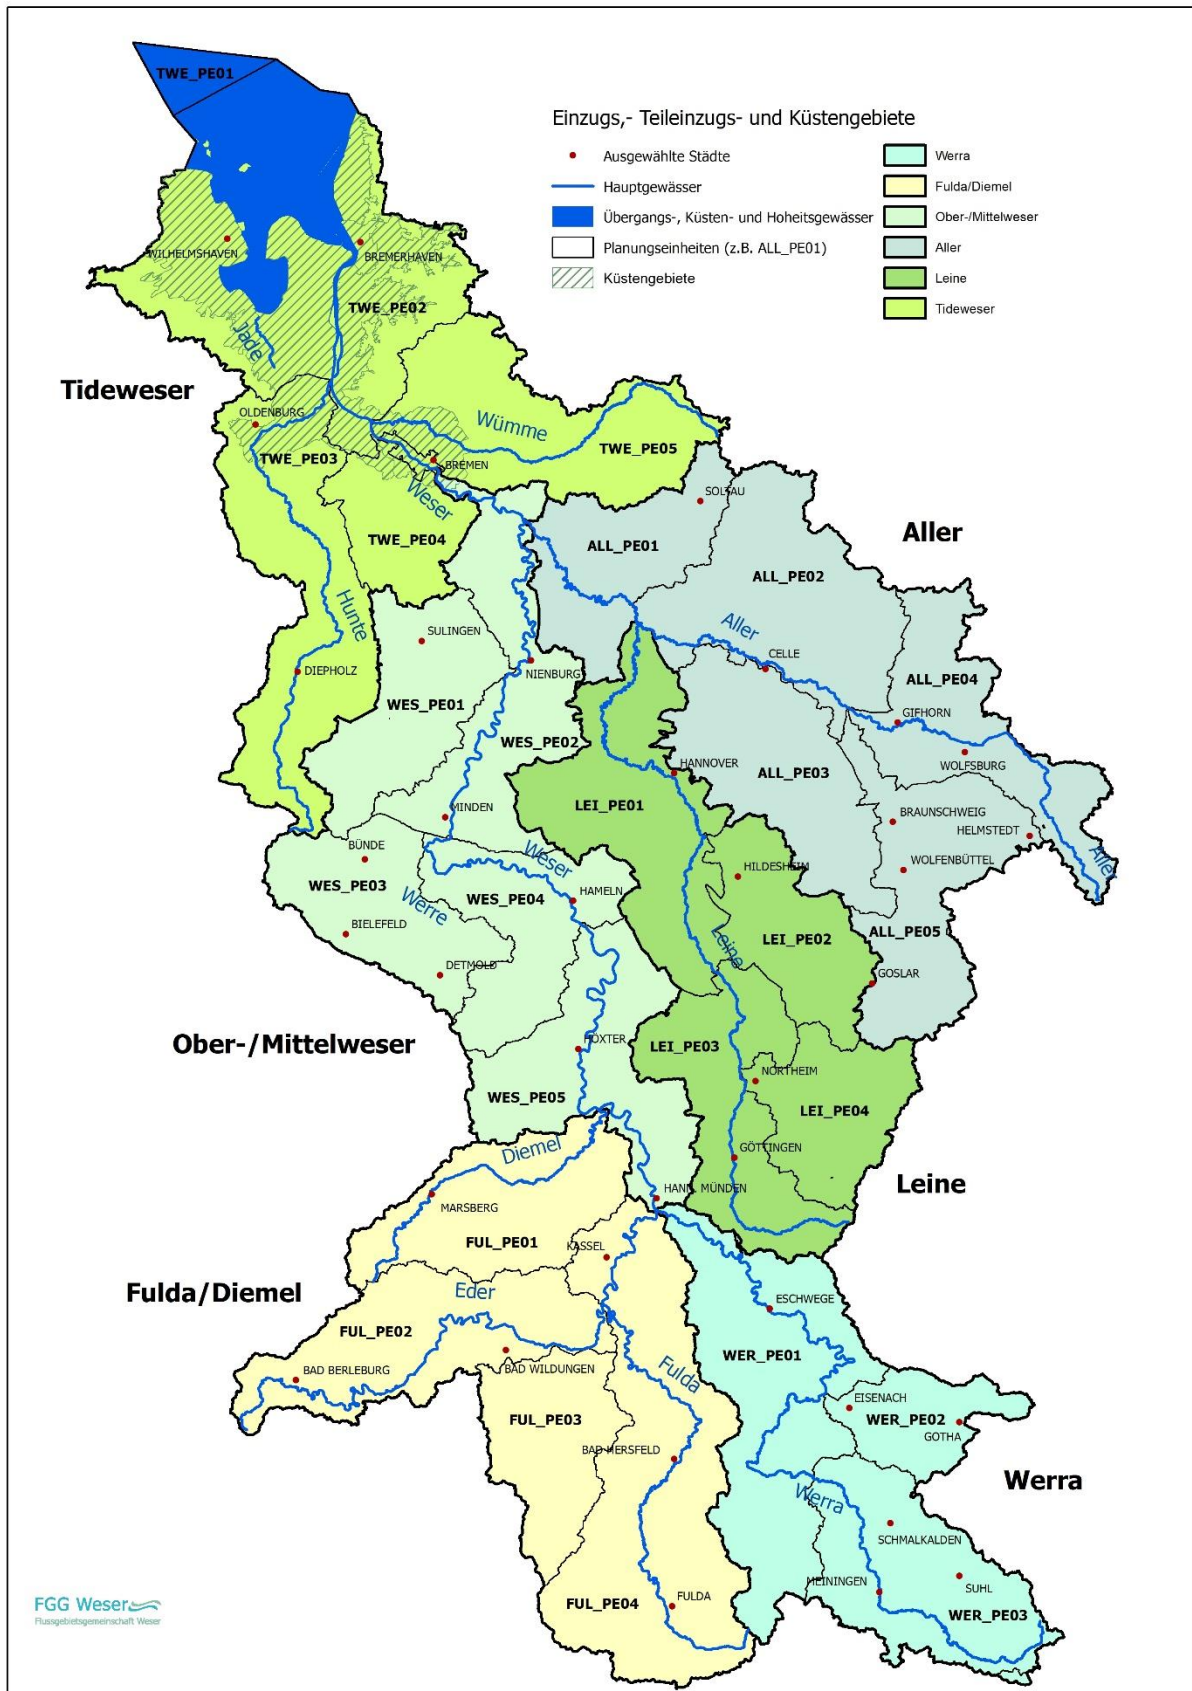 TWE_PE01
Einzugs,- Teileinzugs- und Küstengebiete
Ausgewählte Städte
Hauptgewässer
Übergangs-, Küsten- und Hoheitsgewässer
Planungseinheiten (z.B. ALL_PE01)
Küstengebiete
Werra
Fulda/Diemel
Ober-/Mittelweser
Aller
Leine
Tideweser
WILHELMSHAVEN
BREMERHAVEN
TWE_PE02
Jade
Tideweser
OLDENBURG
Wümme
TWE_PE03
BREMEN
TWE_PE05
Weser
SOLTAU
TWE_PE04
ALL_PE01
Aller
ALL_PE02
Hunte
SULINGEN
Aller
DIEPHOLZ
NIENBURG
CELLE
ALL_PE04
WES_PE01
GIFHORN
WES_PE02
WOLFSBURG
HANNOVER
ALL_PE03
LEI_PE01
MINDEN
BRAUNSCHWEIG
HELMSTEDT
BÜNDE
Weser
HILDESHEIM
WOLFENBÜTTEL
Aller
WES_PE03
WES_PE04
HAMELN
Werre
BIELEFELD
LEI_PE02
ALL_PE05
Leine
DETMOLD
GOSLAR
Ober-/Mittelweser
HÖXTER
LEI_PE03
NORTHEIM
WES_PE05
LEI_PE04
Diemel
GÖTTINGEN
Leine
MARSBERG
HANN. MÜNDEN
FUL_PE01
KASSEL
Fulda/Diemel
Eder
ESCHWEGE
FUL_PE02
WER_PE01
BAD BERLEBURG
BAD WILDUNGEN
Fulda
EISENACH
FUL_PE03
WER_PE02
GOTHA
BAD HERSFELD
Werra
Werra
SCHMALKALDEN
SUHL
MEININGEN
FUL_PE04
FULDA
WER_PE03
FGG Weser
Flussgebietsgemeinschaft Weser